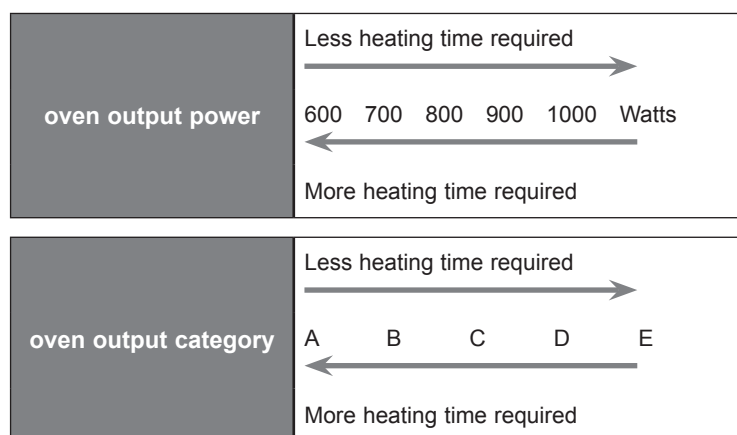 Less heating time required
oven output power
600 700 800 900 1000 Watts
More heating time required
Less heating time required
oven output category
A B C D E
More heating time required